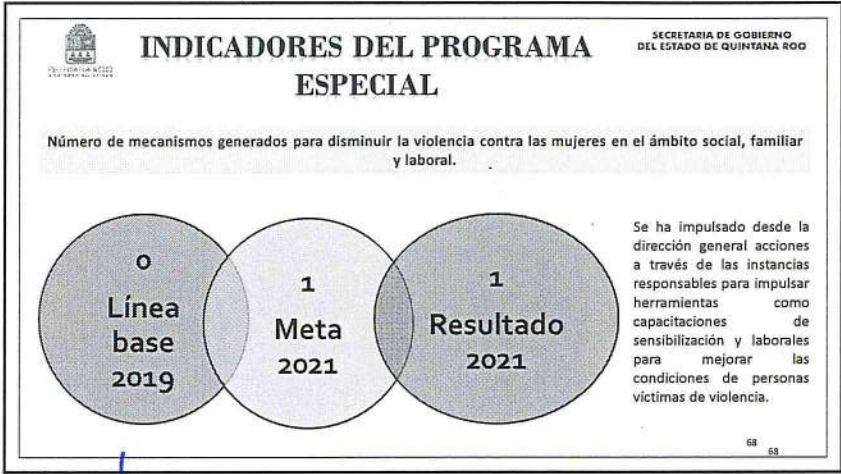 QUINTANA ROO
INDICADORES DEL PROGRAMA
ESPECIAL
SECRETARIA DE GOBIERNO
DEL ESTADO DE QUINTANA ROO
Número de mecanismos generados para disminuir la violencia contra las mujeres en el ámbito social, familiar
y laboral.
0
Línea
base
2019
1
Meta
2021
1
Resultado
2021
Se ha impulsado desde la
dirección general acciones
a través de las instancias
responsables para impulsar
herramientas como
capacitaciones de
sensibilización y laborales
para mejorar las
condiciones de personas
víctimas de violencia.
68
68